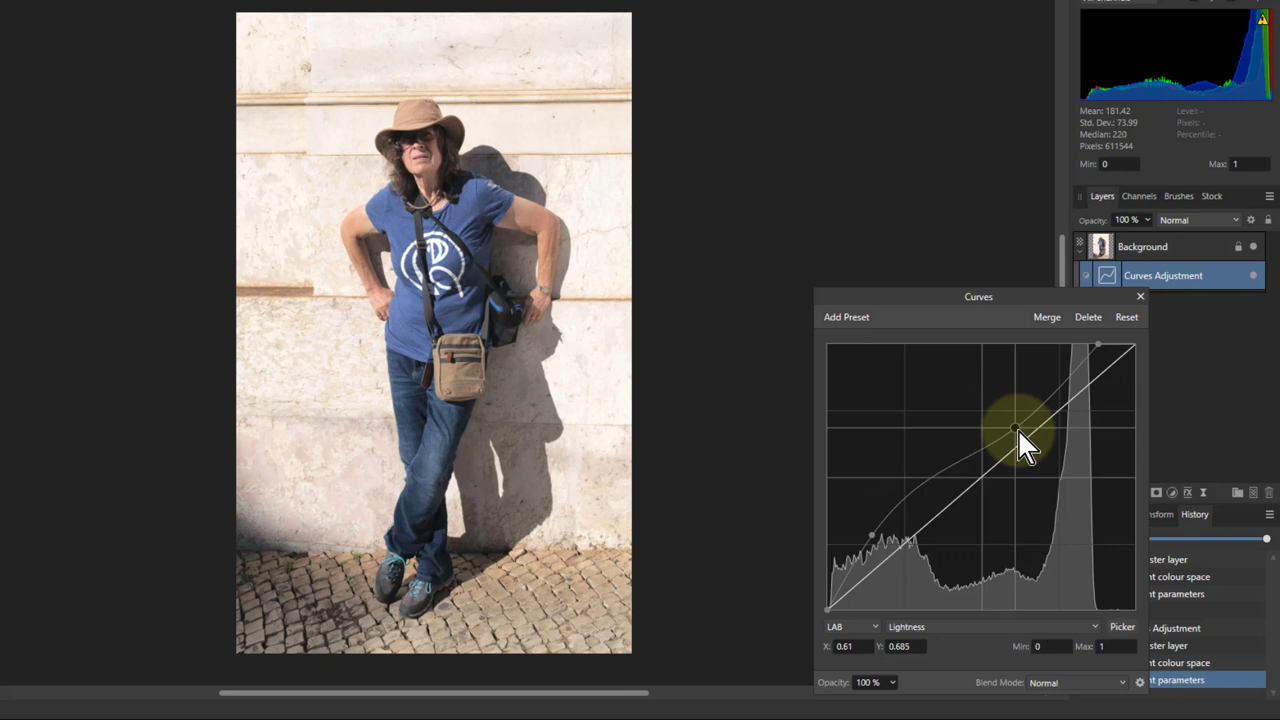 Mean: 181.42 Level: -
Std. Dev.: 73.99 Pixels: -
Median: 220 Percentile: -
Pixels: 611544
Min: 0 Max: 1
Layers Channels Brushes Stock
Opacity: 100 % Normal
Background
Curves Adjustment
Curves
Add Preset Merge Delete Reset
LAB Lightness Picker
X: 0.61 Y: 0.685 Min: 0 Max: 1
Opacity: 100 % Blend Mode: Normal
nsform History
ster layer
nt colour space
nt parameters
Adjustment
ster layer
nt colour space
nt parameters